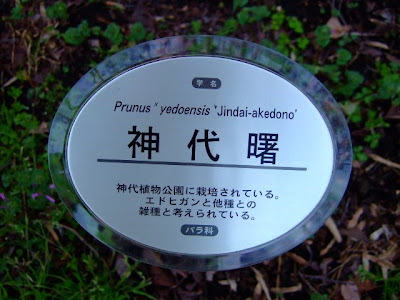 学名
Prunus " yedoensis 'Jindai-akedono'
神代曙
神代植物公園に栽培されている。
エドヒガンと他種との
雑種と考えられている。
バラ科